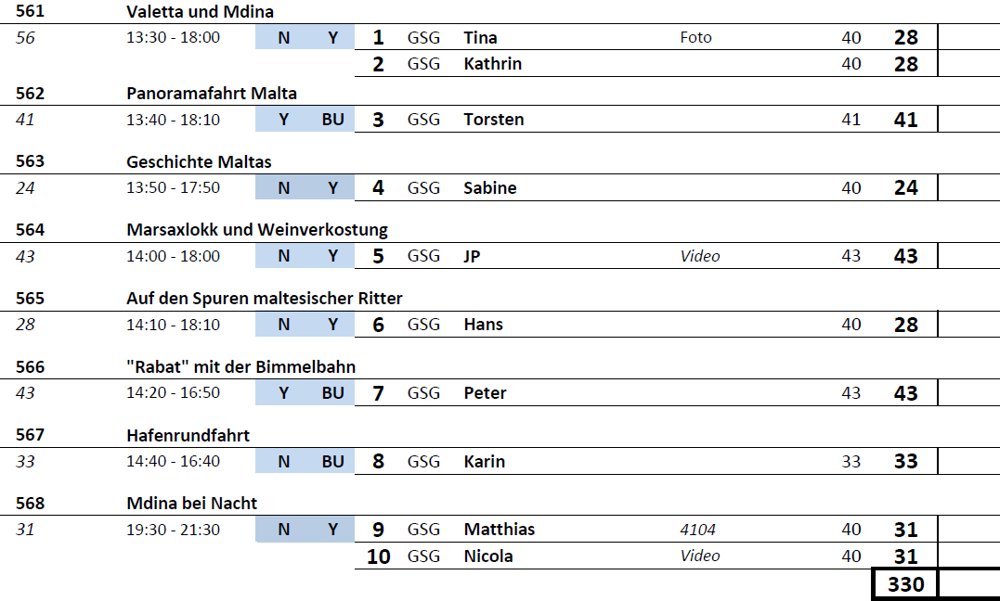 561 Valetta und Mdina
56 13:30 - 18:00 N Y 1 GSG Tina Foto 40 28
2 GSG Kathrin 40 28
562 Panoramafahrt Malta
41 13:40 - 18:10 Y BU 3 GSG Torsten 41 41
563 Geschichte Maltas
24 13:50 - 17:50 N Y 4 GSG Sabine 40 24
564 Marsaxlokk und Weinverkostung
43 14:00 - 18:00 N Y 5 GSG JP Video 43 43
565 Auf den Spuren maltesischer Ritter
28 14:10 - 18:10 N Y 6 GSG Hans 40 28
566 "Rabat" mit der Bimmelbahn
43 14:20 - 16:50 Y BU 7 GSG Peter 43 43
567 Hafenrundfahrt
33 14:40 - 16:40 N BU 8 GSG Karin 33 33
568 Mdina bei Nacht
31 19:30 - 21:30 N Y 9 GSG Matthias 4104 40 31
10 GSG Nicola Video 40 31
330